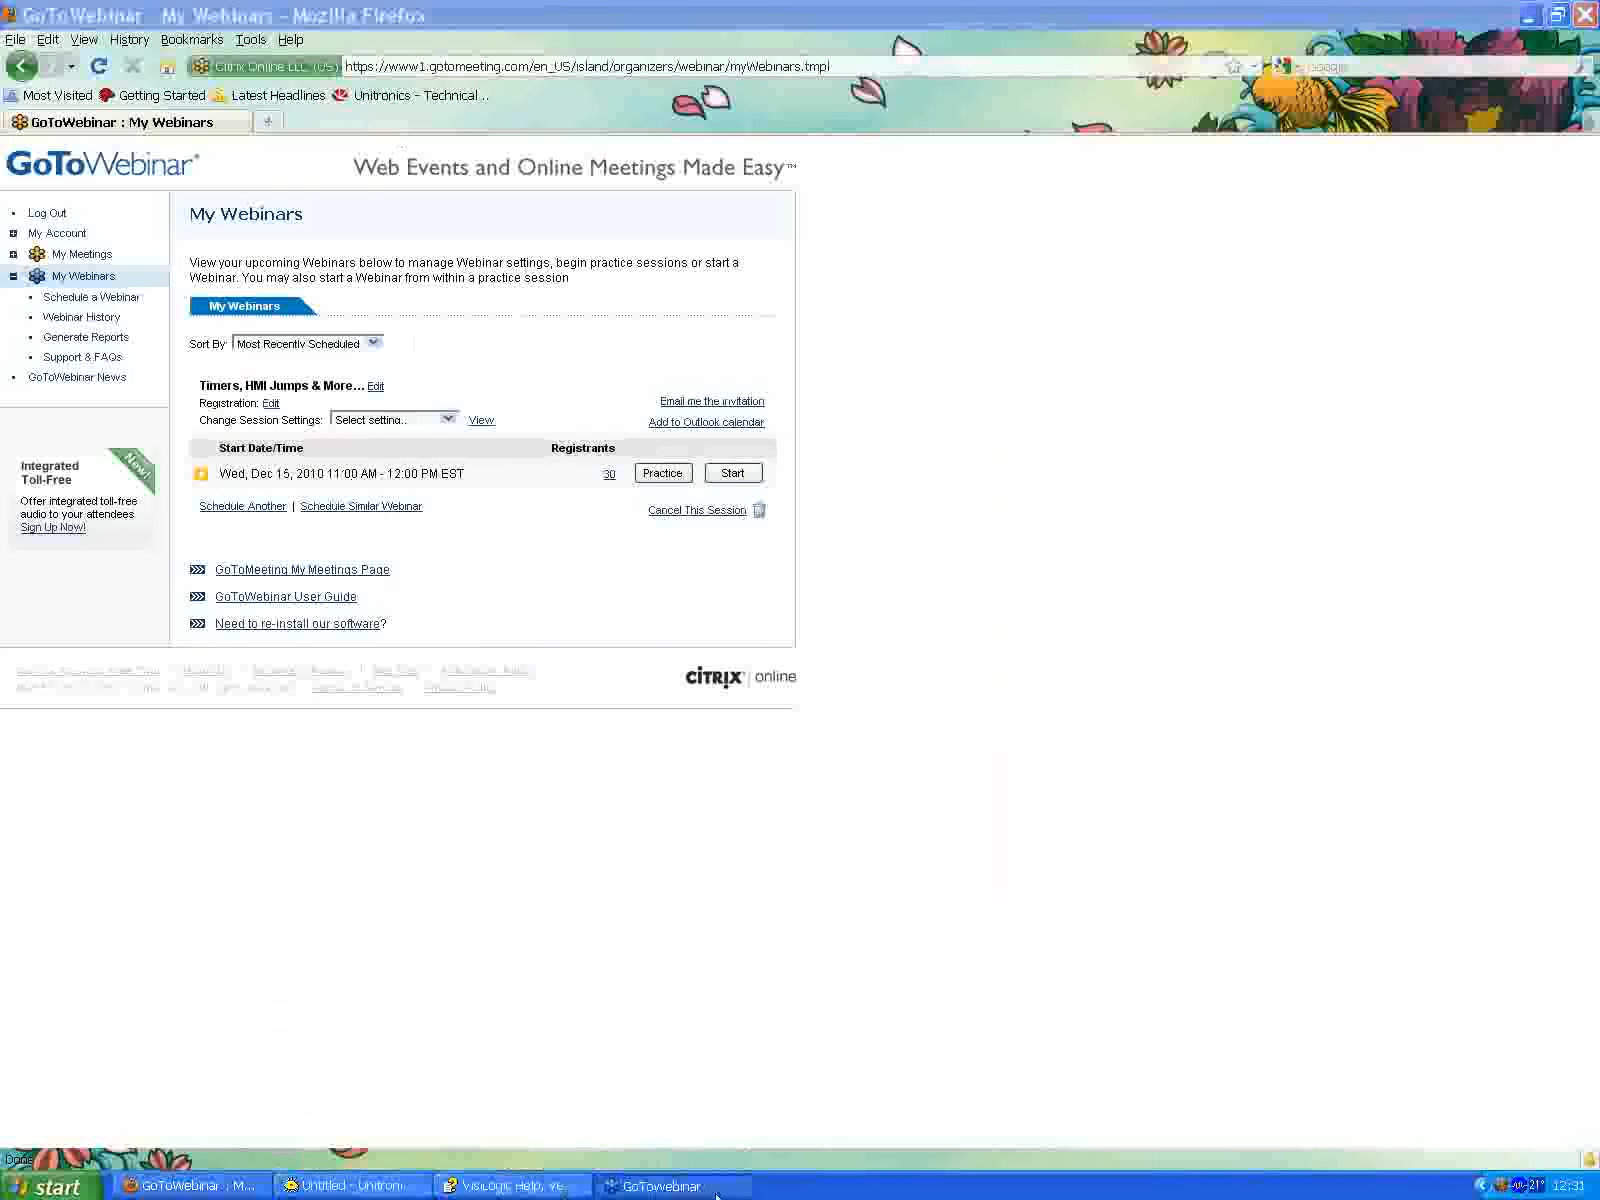 GoToWebinar : My Webinars - Mozilla Firefox
File Edit View History Bookmarks Tools Help
Citrix Online LLC (US) https://www1.gotomeeting.com/en_US/island/organizers/webinar/myWebinars.tmpl Google
Most Visited Getting Started Latest Headlines Unitronics - Technical ...
GoToWebinar : My Webinars
GoToWebinar® Web Events and Online Meetings Made Easy™
Log Out
My Account
My Meetings
My Webinars
Schedule a Webinar
Webinar History
Generate Reports
Support & FAQs
GoToWebinar News
Integrated
Toll-Free
New!
Offer integrated toll-free
audio to your attendees
Sign Up Now!
My Webinars
View your upcoming Webinars below to manage Webinar settings, begin practice sessions or start a
Webinar. You may also start a Webinar from within a practice session
My Webinars
Sort By: Most Recently Scheduled
Timers, HMI Jumps & More... Edit
Registration: Edit
Change Session Settings: Select setting... View
Email me the invitation
Add to Outlook calendar
Start Date/Time Registrants
Wed, Dec 15, 2010 11:00 AM - 12:00 PM EST 30 Practice Start
Schedule Another | Schedule Similar Webinar Cancel This Session
GoToMeeting My Meetings Page
GoToWebinar User Guide
Need to re-install our software?
CİTRIX | online
Done
start GoToWebinar : M... Untitled - Unitroni... VisiLogic Help, Ve... GoToWebinar 21° 12:31